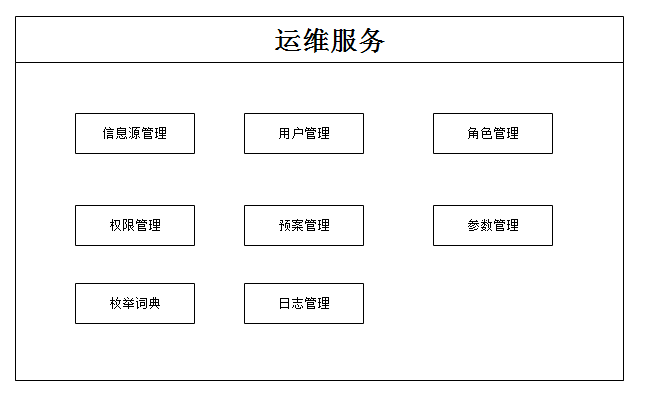 运维服务
信息源管理
用户管理
角色管理
权限管理
预案管理
参数管理
枚举词典
日志管理